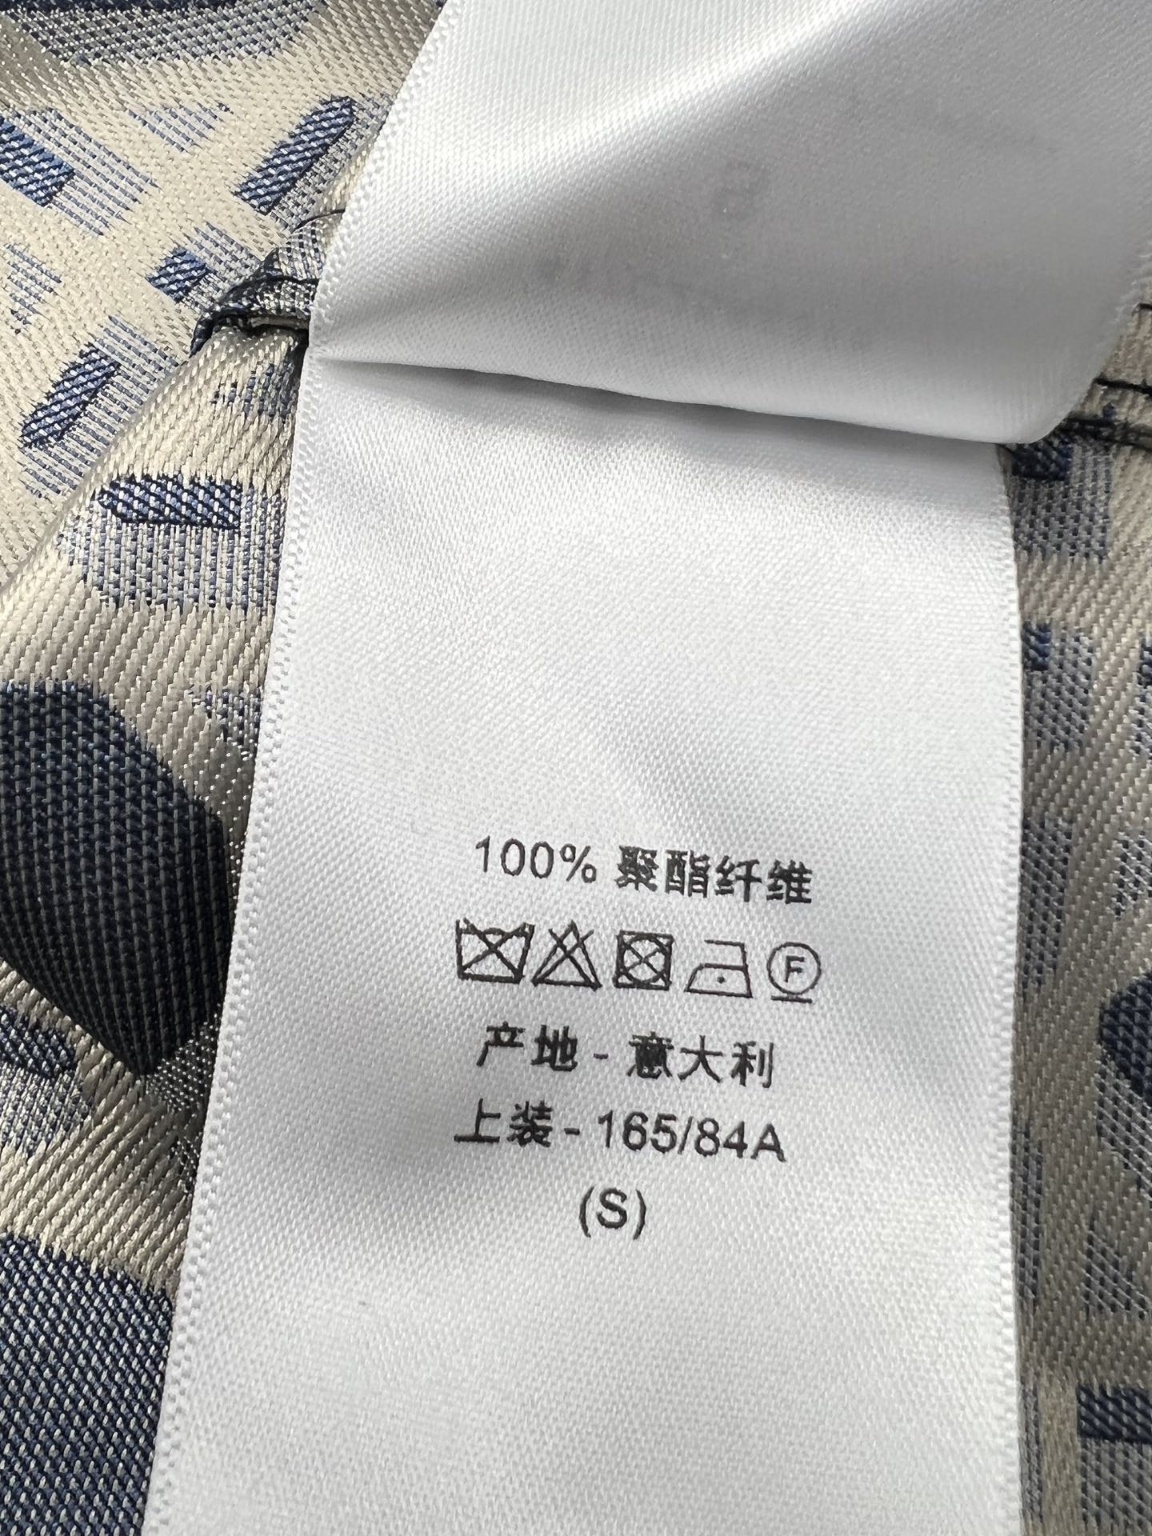 100% 聚酯纤维
F
产地 - 意大利
上装 - 165/84A
(S)